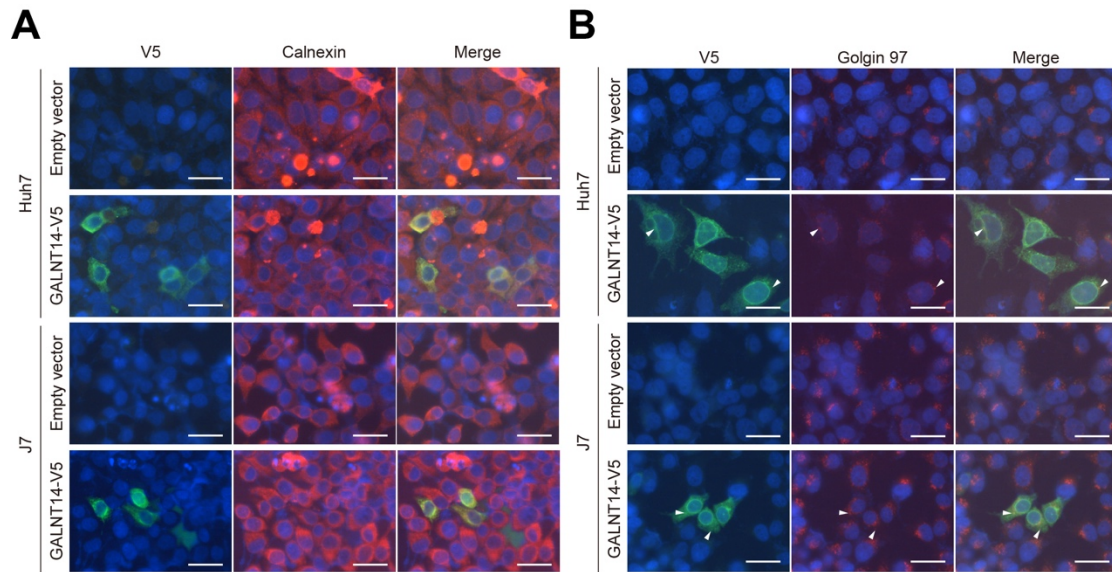 A
V5 Calnexin Merge
Huh7
Empty vector
GALNT14-V5
J7
Empty vector
GALNT14-V5
B
V5 Golgin 97 Merge
Huh7
Empty vector
GALNT14-V5
J7
Empty vector
GALNT14-V5